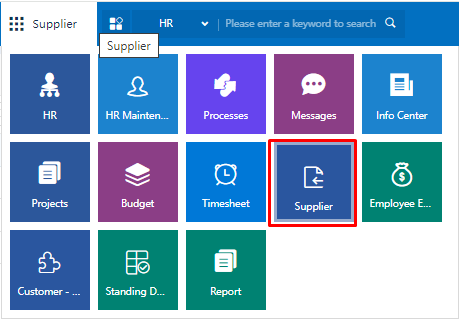 Supplier
HR
Please enter a keyword to search
Supplier
HR
HR Mainten...
Processes
Messages
Info Center
Projects
Budget
Timesheet
Supplier
Employee E...
Customer - ...
Standing D...
Report